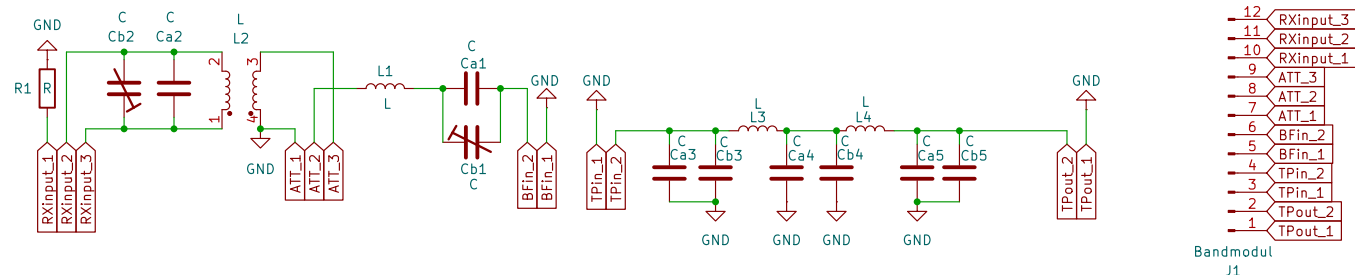 GND
C
Cb2
C
Ca2
L
L2
R1
R
2
1
3
4
GND
RXinput_1
RXinput_2
RXinput_3
ATT_1
ATT_2
ATT_3
L1
L
C
Ca1
Cb1
C
GND
BFin_2
BFin_1
GND
TPin_1
TPin_2
C
Ca3
C
Cb3
GND
L
L3
C
Ca4
GND
C
Cb4
GND
L
L4
C
Ca5
C
Cb5
GND
GND
TPout_2
TPout_1
12 RXinput_3
11 RXinput_2
10 RXinput_1
9 ATT_3
8 ATT_2
7 ATT_1
6 BFin_2
5 BFin_1
4 TPin_2
3 TPin_1
2 TPout_2
1 TPout_1
Bandmodul
J1